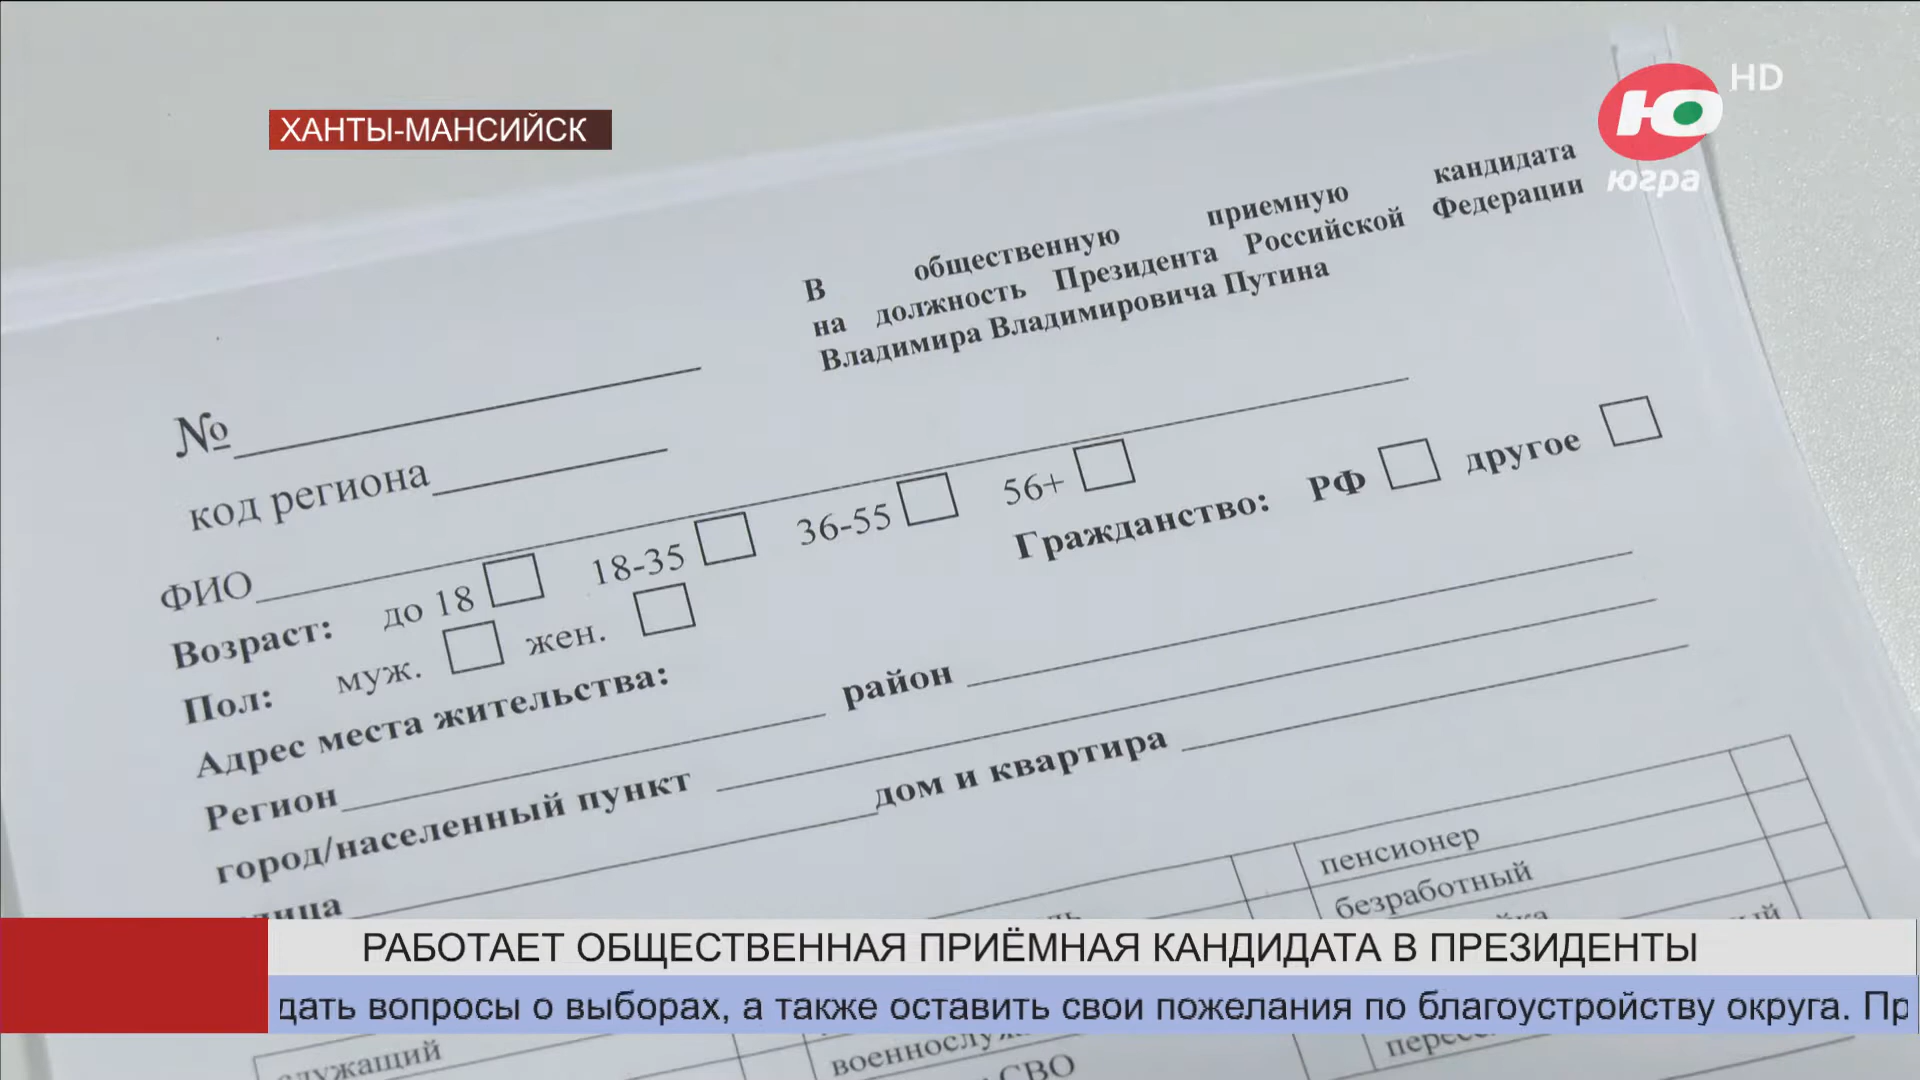 HD
ХАНТЫ-МАНСИЙСК
Ю
югра
В общественную приемную кандидата
на должность Президента Российской Федерации
Владимира Владимировича Путина
№
код региона
ФИО
Возраст: до 18 18-35 36-55 56+
Пол: муж. жен. Гражданство: РФ другое
Адрес места жительства:
Регион район
город/населенный пункт
дом и квартира
пенсионер
безработный
РАБОТАЕТ ОБЩЕСТВЕННАЯ ПРИЁМНАЯ КАНДИДАТА В ПРЕЗИДЕНТЫ
дать вопросы о выборах, а также оставить свои пожелания по благоустройству округа. Пр
служащий
СВО